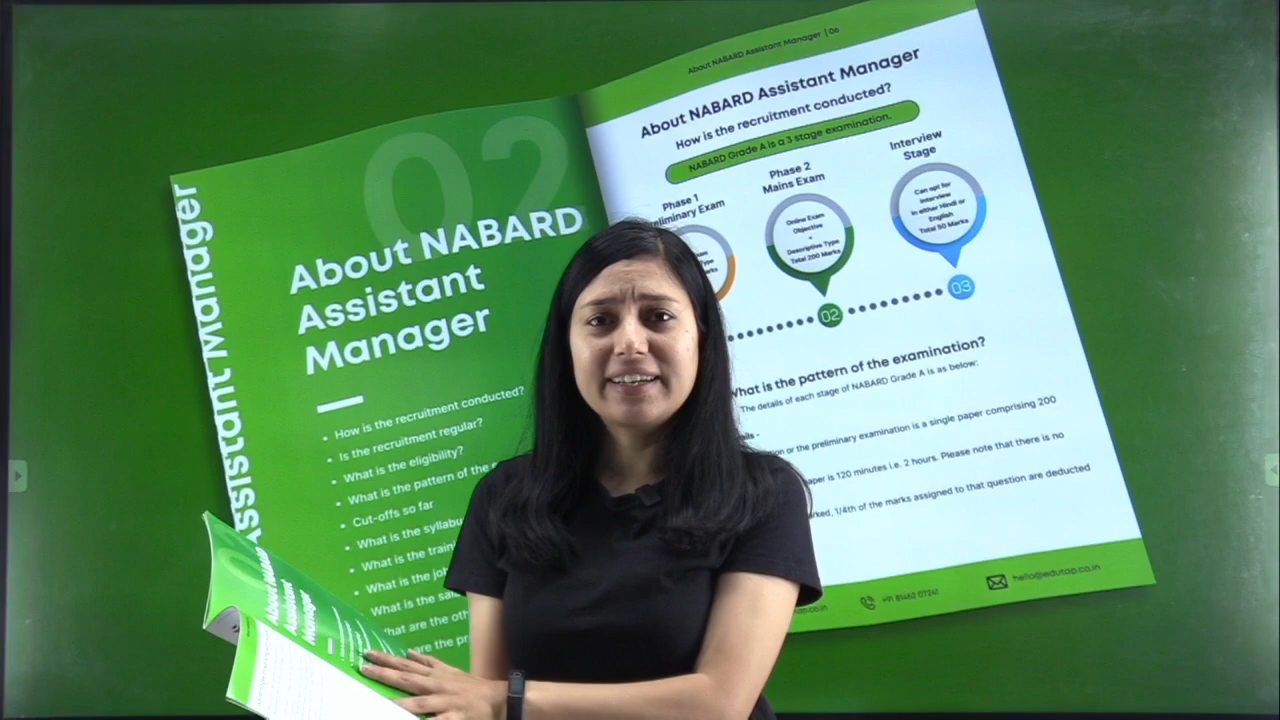 Assistant Manager
02
About NABARD
Assistant
Manager
• How is the recruitment conducted?
• Is the recruitment regular?
• What is the eligibility?
• What is the pattern of the
• Cut-offs so far
• What is the
• What is the
• What is the
• What is the
What are the
are the
About NABARD Assistant Manager | 06
About NABARD Assistant Manager
How is the recruitment conducted?
NABARD Grade A is a 3 stage examination.
Phase 1
Exam
Phase 2
Mains Exam
Online Exam
Objective
+
Descriptive Type
Total 200 Marks
Interview
Stage
Can opt for
Interview
in either Hindi or
English
Total 50 Marks
02
03
What is the pattern of the examination?
The details of each stage of NABARD Grade A is as below:
or the preliminary examination is a single paper comprising 200
is 120 minutes i.e. 2 hours. Please note that there is no
1/4th of the marks assigned to that question are deducted
+91 81462 07241
hello@edutap.co.in
About NABARD
Assistant
Manager